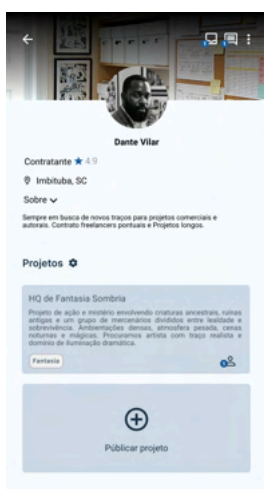 Dante Vilar
Contratante ★ 4.9
Imbituba, SC
Sobre
Sempre em busca de novos traços para projetos comerciais e
autorais. Contrato freelancers pontuais e Projetos longos.
Projetos
HQ de Fantasia Sombria
Projeto de ação e mistério envolvendo criaturas ancestrais, ruínas
antigas e um grupo de mercenários divididos entre lealdade e
sobrevivência. Ambientações densas, atmosfera pesada, cenas
noturnas e mágicas. Procuramos artista com traço realista e
domínio de iluminação dramática.
Fantasia
Públicar projeto